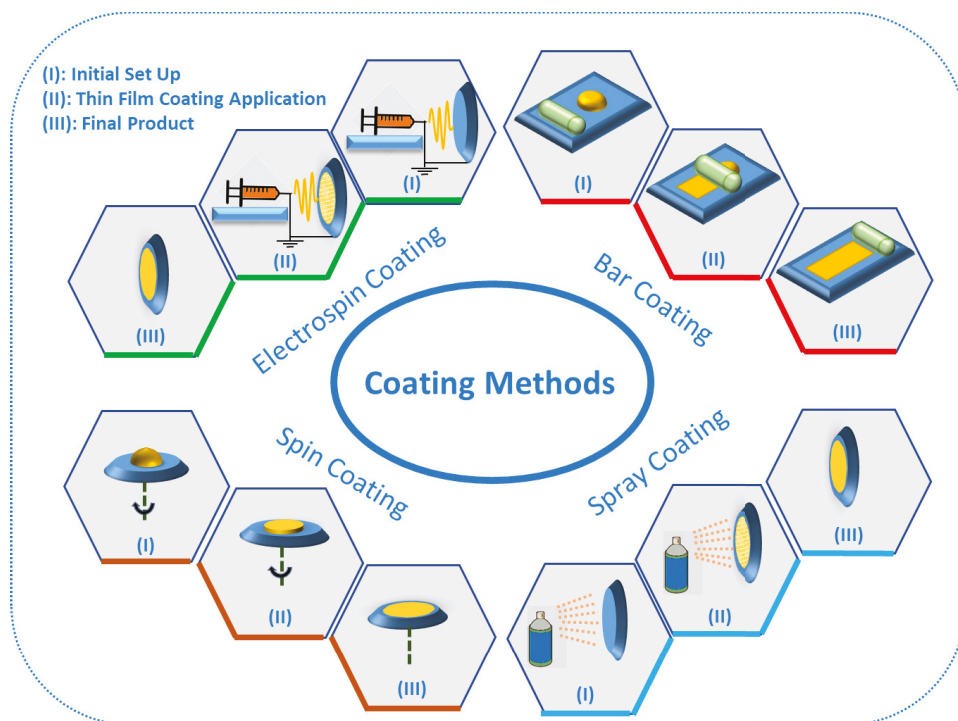 (I): Initial Set Up
(II): Thin Film Coating Application
(III): Final Product
(I)
(II)
(III)
Electrospin Coating
(I)
(II)
(III)
Bar Coating
Coating Methods
Spin Coating
(I)
(II)
(III)
Spray Coating
(III)
(II)
(I)